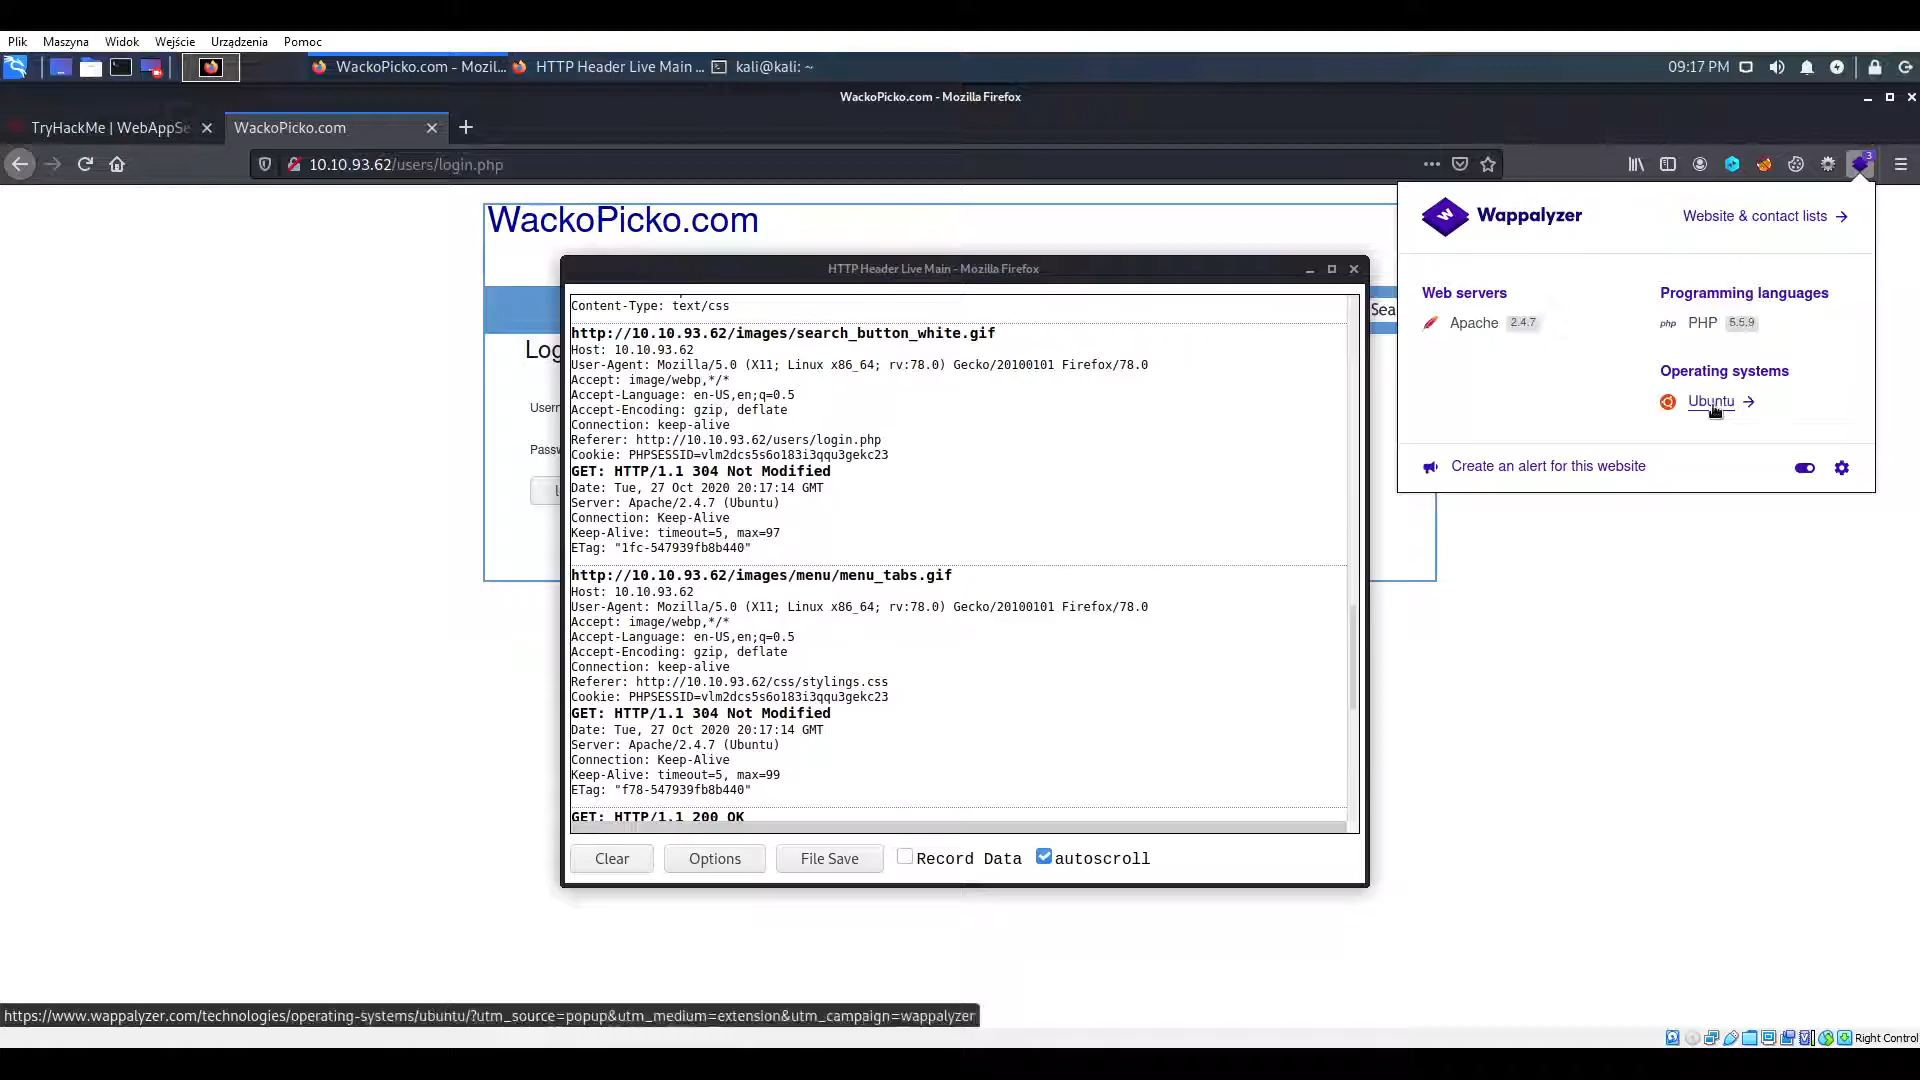 Plik Maszyna Widok Wejście Urządzenia Pomoc
WackoPicko.com - Mozil... HTTP Header Live Main ... kali@kali: ~ 09:17 PM
WackoPicko.com - Mozilla Firefox
TryHackMe | WebAppSe WackoPicko.com
10.10.93.62/users/login.php 3
WackoPicko.com
Sea
Log
Usern
Passw
HTTP Header Live Main - Mozilla Firefox
Content-Type: text/css
http://10.10.93.62/images/search_button_white.gif
Host: 10.10.93.62
User-Agent: Mozilla/5.0 (X11; Linux x86_64; rv:78.0) Gecko/20100101 Firefox/78.0
Accept: image/webp,*/*
Accept-Language: en-US,en;q=0.5
Accept-Encoding: gzip, deflate
Connection: keep-alive
Referer: http://10.10.93.62/users/login.php
Cookie: PHPSESSID=vlm2dcs5s6o183i3qqu3gekc23
GET: HTTP/1.1 304 Not Modified
Date: Tue, 27 Oct 2020 20:17:14 GMT
Server: Apache/2.4.7 (Ubuntu)
Connection: Keep-Alive
Keep-Alive: timeout=5, max=97
ETag: "1fc-547939fb8b440"
http://10.10.93.62/images/menu/menu_tabs.gif
Host: 10.10.93.62
User-Agent: Mozilla/5.0 (X11; Linux x86_64; rv:78.0) Gecko/20100101 Firefox/78.0
Accept: image/webp,*/*
Accept-Language: en-US,en;q=0.5
Accept-Encoding: gzip, deflate
Connection: keep-alive
Referer: http://10.10.93.62/css/stylings.css
Cookie: PHPSESSID=vlm2dcs5s6o183i3qqu3gekc23
GET: HTTP/1.1 304 Not Modified
Date: Tue, 27 Oct 2020 20:17:14 GMT
Server: Apache/2.4.7 (Ubuntu)
Connection: Keep-Alive
Keep-Alive: timeout=5, max=99
ETag: "f78-547939fb8b440"
GET: HTTP/1.1 200 OK
Clear Options File Save Record Data autoscroll
Wappalyzer Website & contact lists
Web servers
Apache 2.4.7
Programming languages
php PHP 5.5.9
Operating systems
Ubuntu
Create an alert for this website
https://www.wappalyzer.com/technologies/operating-systems/ubuntu/?utm_source=popup&utm_medium=extension&utm_campaign=wappalyzer
Right Control